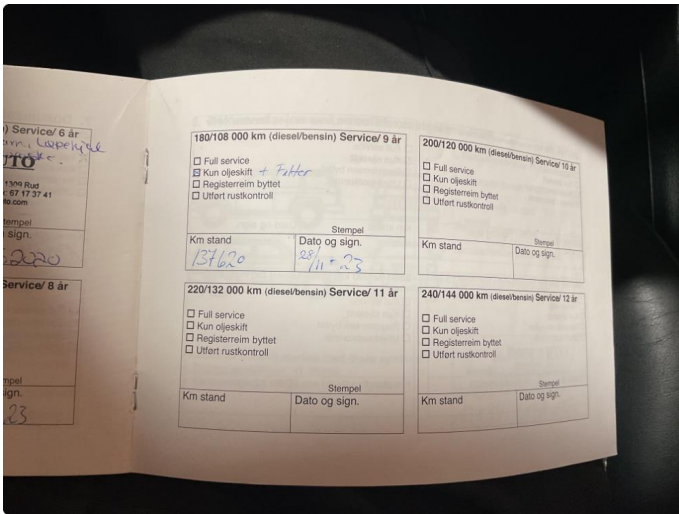 ) Service/ 6 år
UTO
1309 Rud
: 67 17 37 41
to.com
tempel
sign.
2020
Service/ 8 år
mpel
sign.
23
180/108 000 km (diesel/bensin) Service/ 9 år
Full service
Kun oljeskift + Filter
Registerreim byttet
Utført rustkontroll
Stempel
Km stand
Dato og sign.
137620
28/11-23
200/120 000 km (diesel/bensin) Service/ 10 år
Full service
Kun oljeskift
Registerreim byttet
Utført rustkontroll
Stempel
Km stand
Dato og sign.
220/132 000 km (diesel/bensin) Service/ 11 år
Full service
Kun oljeskift
Registerreim byttet
Utført rustkontroll
Stempel
Km stand
Dato og sign.
240/144 000 km (diesel/bensin) Service/ 12 år
Full service
Kun oljeskift
Registerreim byttet
Utført rustkontroll
Stempel
Km stand
Dato og sign.